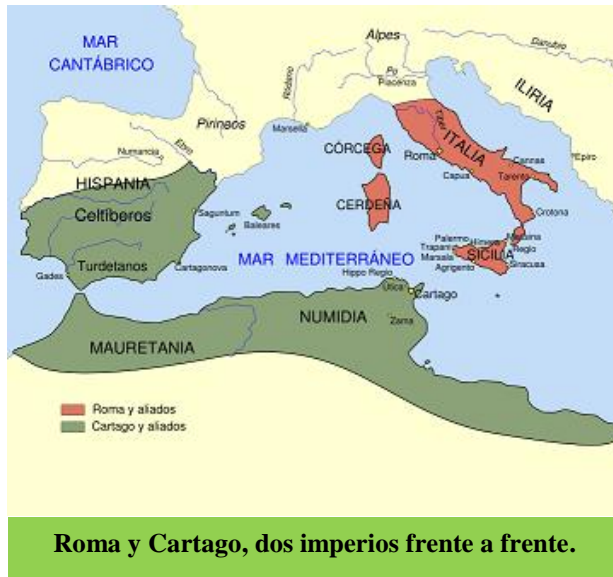 MAR
CANTÁBRICO
Alpes
Danubio
Po
Piacenza
Ródano
ILIRIA
Pirineos
Marsella
Tíber
ITALIA
Numancia
Ebro
CÓRCEGA
Roma
Cannas
Capua
Tarento
Epiro
HISPANIA
Celtíberos
CERDEÑA
Saguntum
Baleares
Crotona
MAR MEDITERRÁNEO
Palermo
Himera
Mesina
Trapani
Regio
Marsala
SICILIA
Agrigento
Siracusa
Turdetanos
Gades
Cartagonova
Hippo Regio
Utica
Cartago
NUMIDIA
Zama
MAURETANIA
Roma y aliados
Cartago y aliados
Roma y Cartago, dos imperios frente a frente.